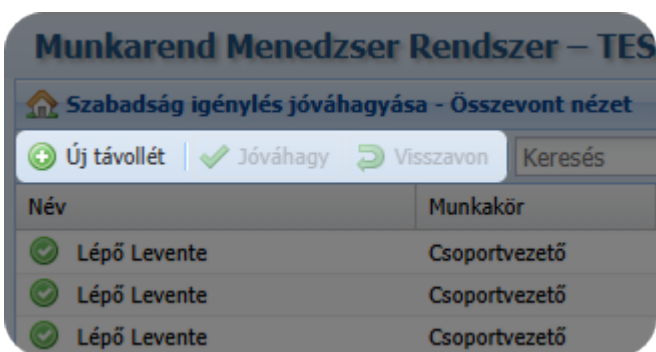 Munkarend Menedzser Rendszer – TES
Szabadság igénylés jóváhagyása - Összevont nézet
Új távollét Jóváhagy Visszavon Keresés
Név Munkakör
Lépő Levente Csoportvezető
Lépő Levente Csoportvezető
Lépő Levente Csoportvezető